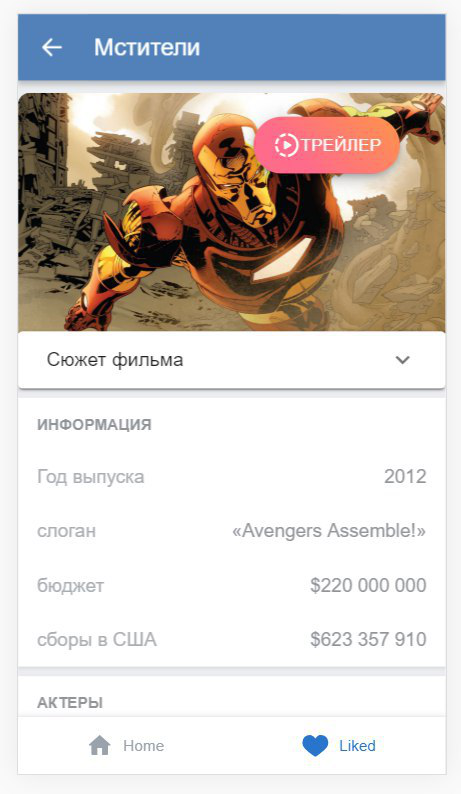 Мстители
ТРЕЙЛЕР
Сюжет фильма
ИНФОРМАЦИЯ
Год выпуска 2012
слоган «Avengers Assemble!»
бюджет $220 000 000
сборы в США $623 357 910
АКТЕРЫ
Home Liked